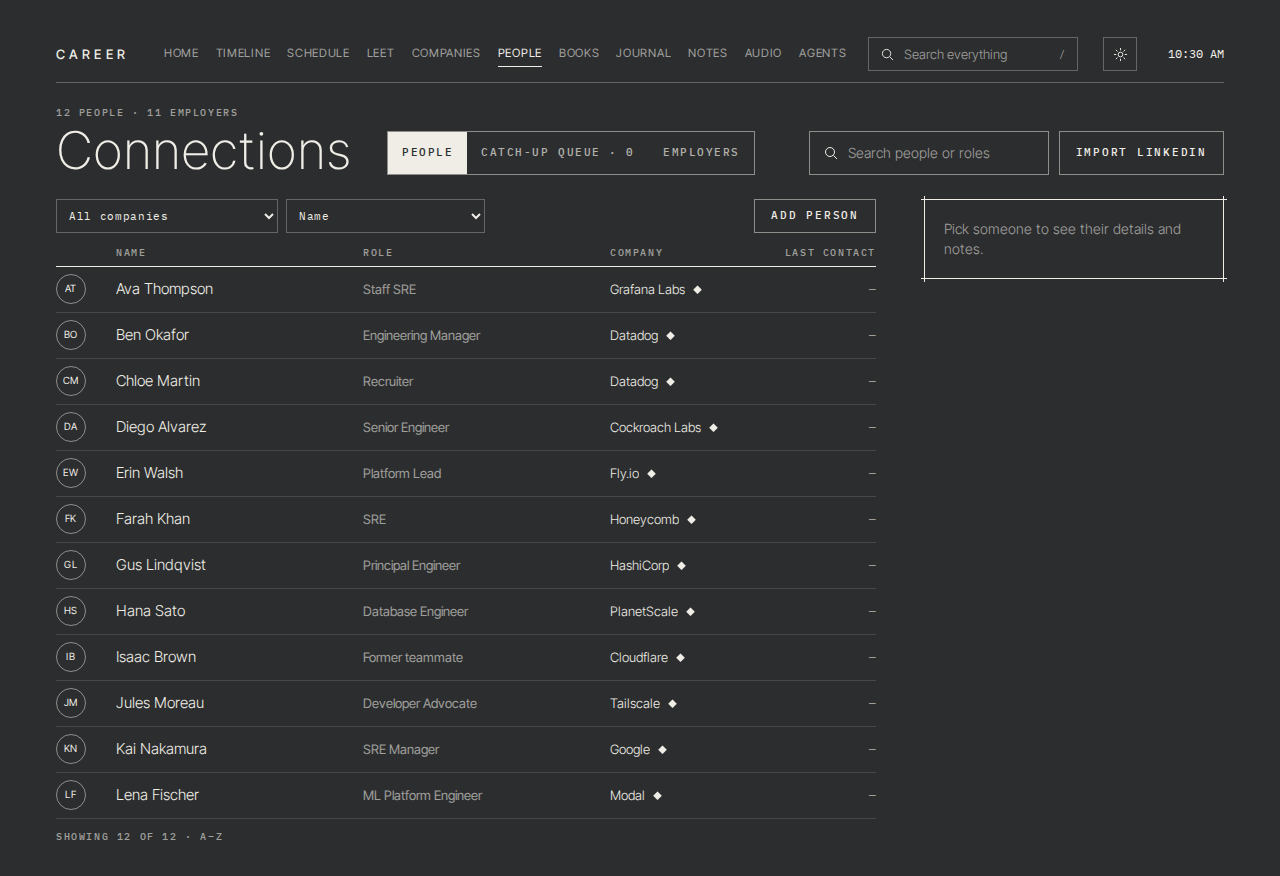 CAREER HOME TIMELINE SCHEDULE LEET COMPANIES PEOPLE BOOKS JOURNAL NOTES AUDIO AGENTS Search everything / 10:30 AM
12 PEOPLE · 11 EMPLOYERS
Connections PEOPLE CATCH-UP QUEUE · 0 EMPLOYERS Search people or roles IMPORT LINKEDIN
All companies Name ADD PERSON
Pick someone to see their details and
notes.
NAME ROLE COMPANY LAST CONTACT
AT Ava Thompson Staff SRE Grafana Labs ◆ –
BO Ben Okafor Engineering Manager Datadog ◆ –
CM Chloe Martin Recruiter Datadog ◆ –
DA Diego Alvarez Senior Engineer Cockroach Labs ◆ –
EW Erin Walsh Platform Lead Fly.io ◆ –
FK Farah Khan SRE Honeycomb ◆ –
GL Gus Lindqvist Principal Engineer HashiCorp ◆ –
HS Hana Sato Database Engineer PlanetScale ◆ –
IB Isaac Brown Former teammate Cloudflare ◆ –
JM Jules Moreau Developer Advocate Tailscale ◆ –
KN Kai Nakamura SRE Manager Google ◆ –
LF Lena Fischer ML Platform Engineer Modal ◆ –
SHOWING 12 OF 12 · A–Z